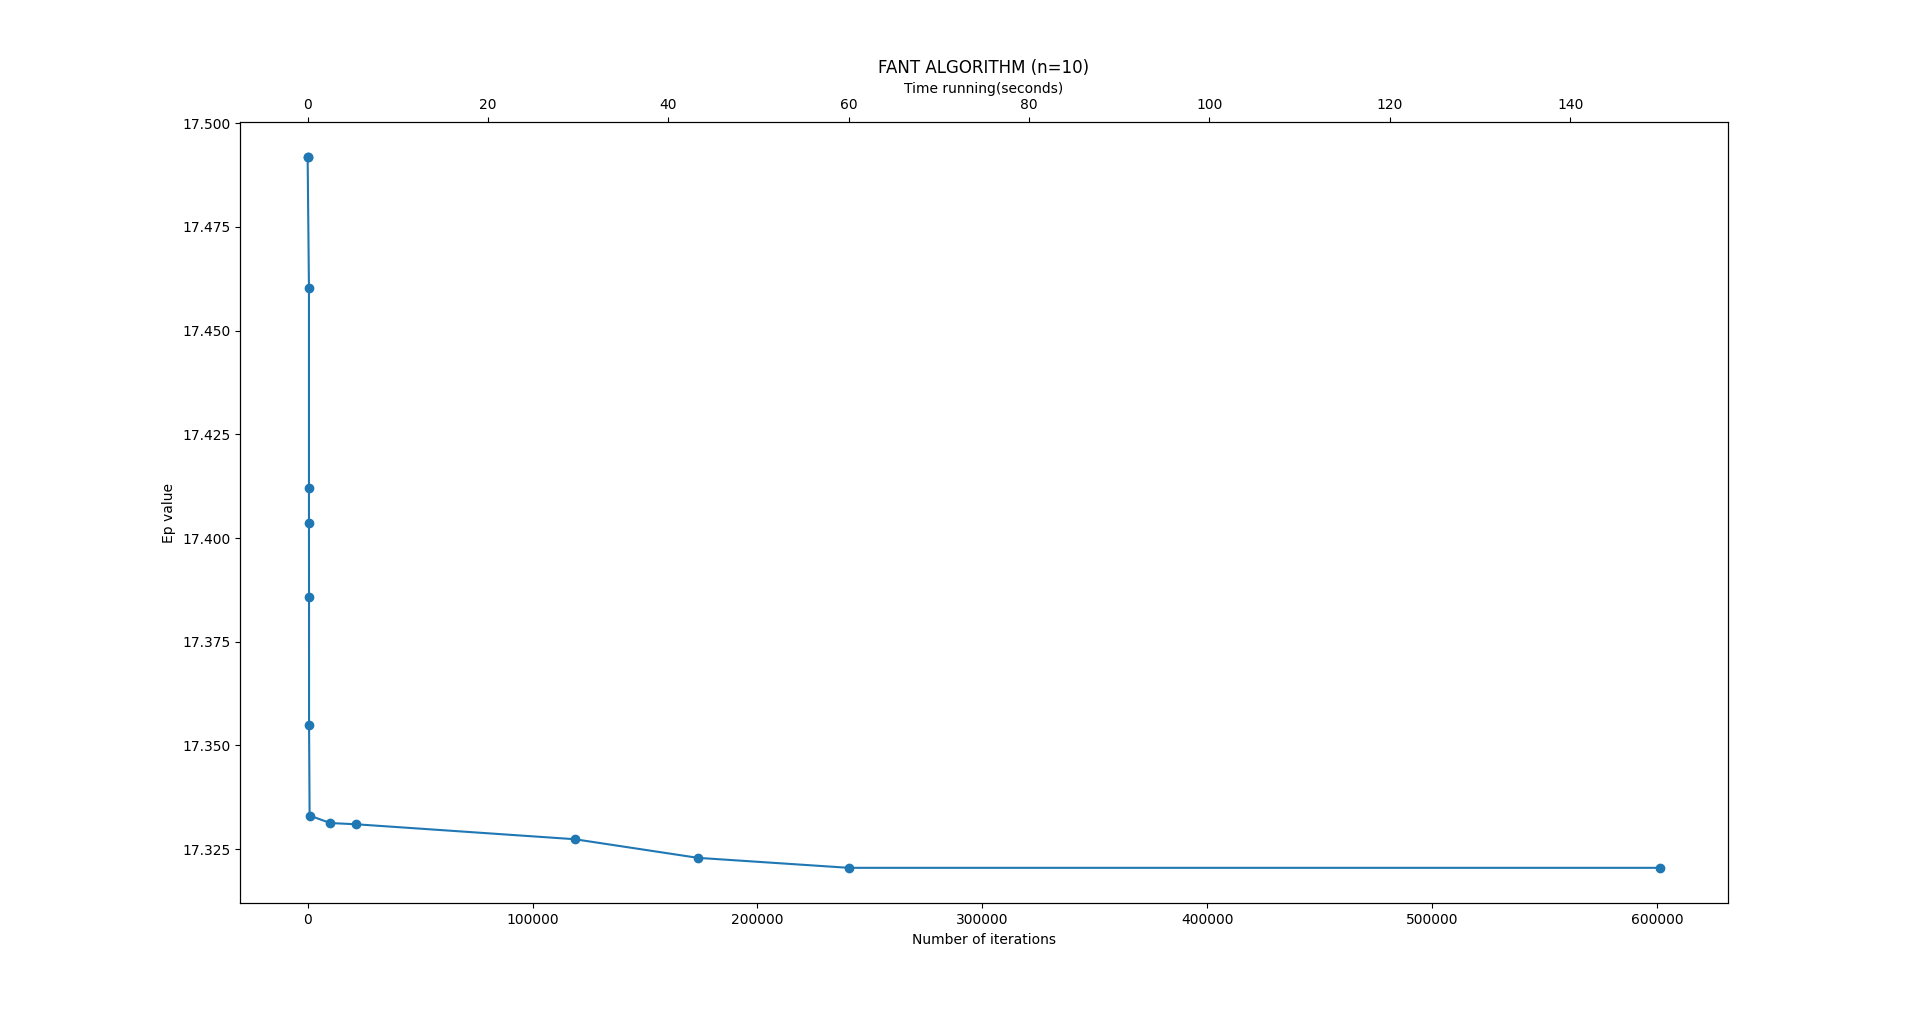 FANT ALGORITHM (n=10)
Time running(seconds)
0 20 40 60 80 100 120 140
17.500
17.475
17.450
17.425
17.400
17.375
17.350
17.325
Ep value
0 100000 200000 300000 400000 500000 600000
Number of iterations